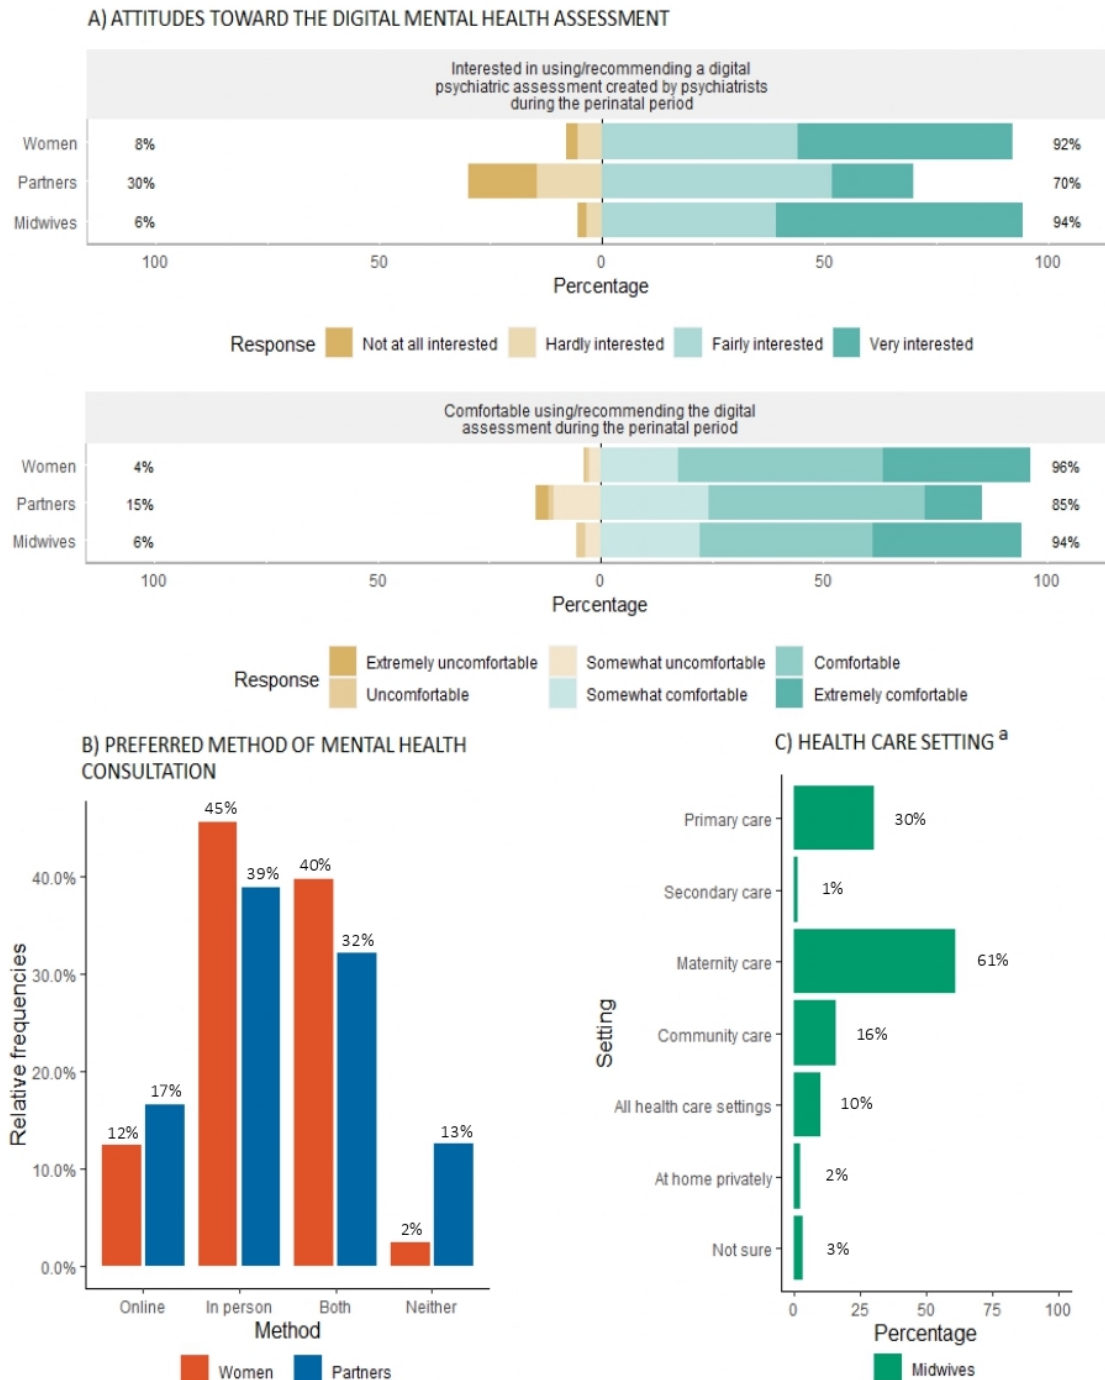 A) ATTITUDES TOWARD THE DIGITAL MENTAL HEALTH ASSESSMENT
Interested in using/recommending a digital
psychiatric assessment created by psychiatrists
during the perinatal period
Women 8% 92%
Partners 30% 70%
Midwives 6% 94%
100 50 0 50 100
Percentage
Response Not at all interested Hardly interested Fairly interested Very interested
Comfortable using/recommending the digital
assessment during the perinatal period
Women 4% 96%
Partners 15% 85%
Midwives 6% 94%
100 50 0 50 100
Percentage
Response
Extremely uncomfortable Somewhat uncomfortable Comfortable
Uncomfortable Somewhat comfortable Extremely comfortable
B) PREFERRED METHOD OF MENTAL HEALTH
CONSULTATION
Relative frequencies
40.0%
30.0%
20.0%
10.0%
0.0%
12% 17%
45% 39%
40% 32%
2% 13%
Online In person Both Neither
Method
Women Partners
C) HEALTH CARE SETTING a
Setting
Primary care 30%
Secondary care 1%
Maternity care 61%
Community care 16%
All health care settings 10%
At home privately 2%
Not sure 3%
0 25 50 75 100
Percentage
Midwives